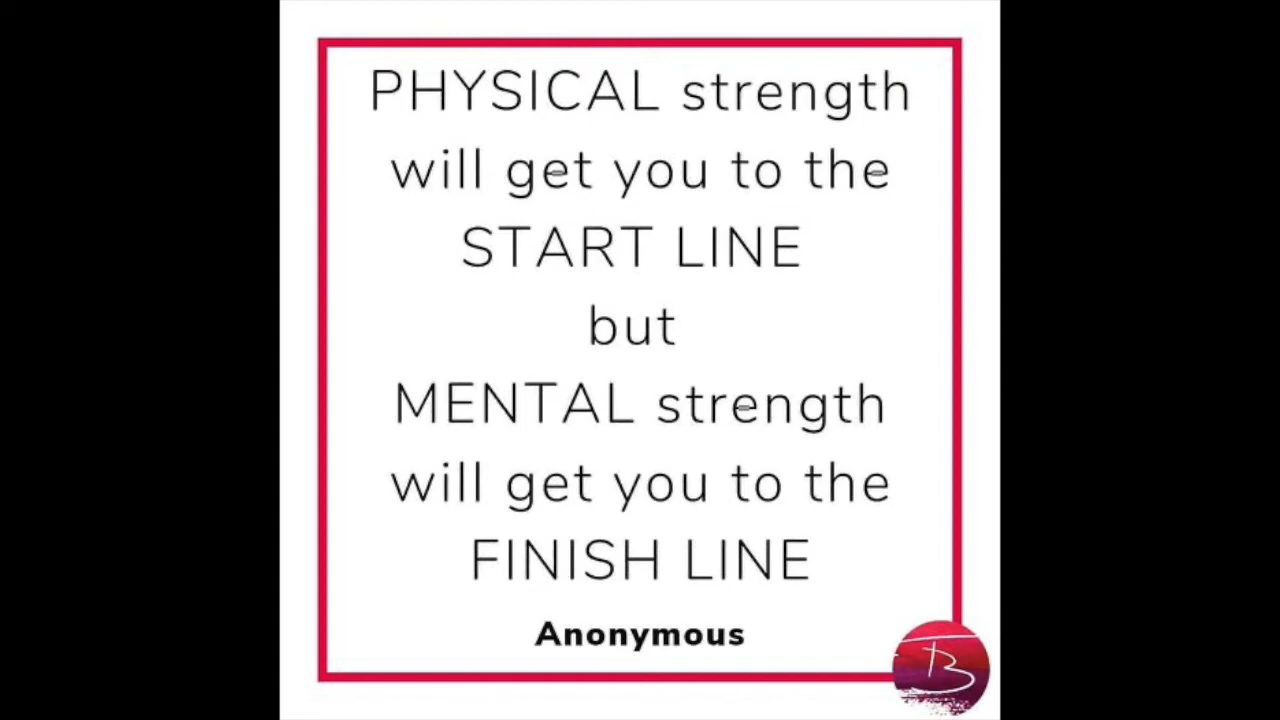 PHYSICAL strength
will get you to the
START LINE
but
MENTAL strength
will get you to the
FINISH LINE
Anonymous